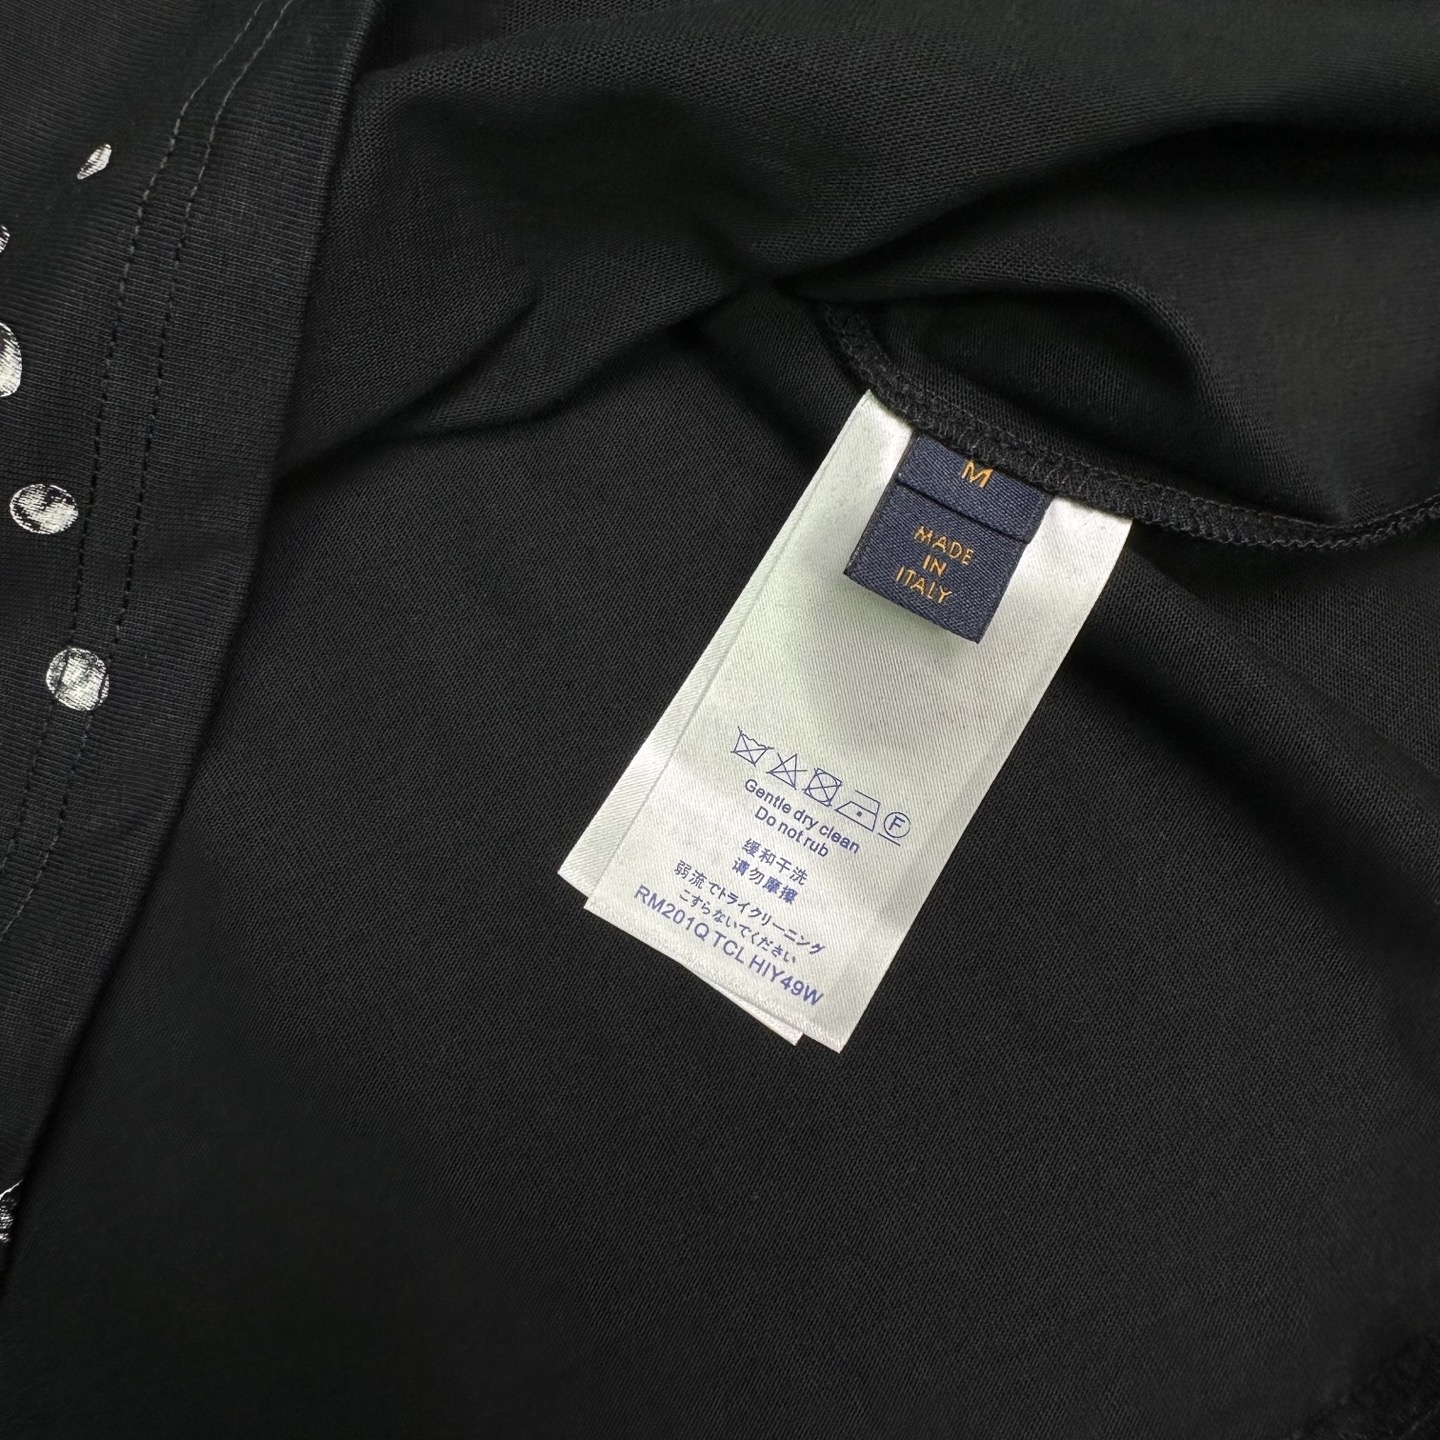 M
MADE
IN
ITALY
F
Gentle dry clean
Do not rub
缓和干洗
请勿摩擦
弱流でドライクリーニング
こすらないでください
RM201Q TCL HIY49W